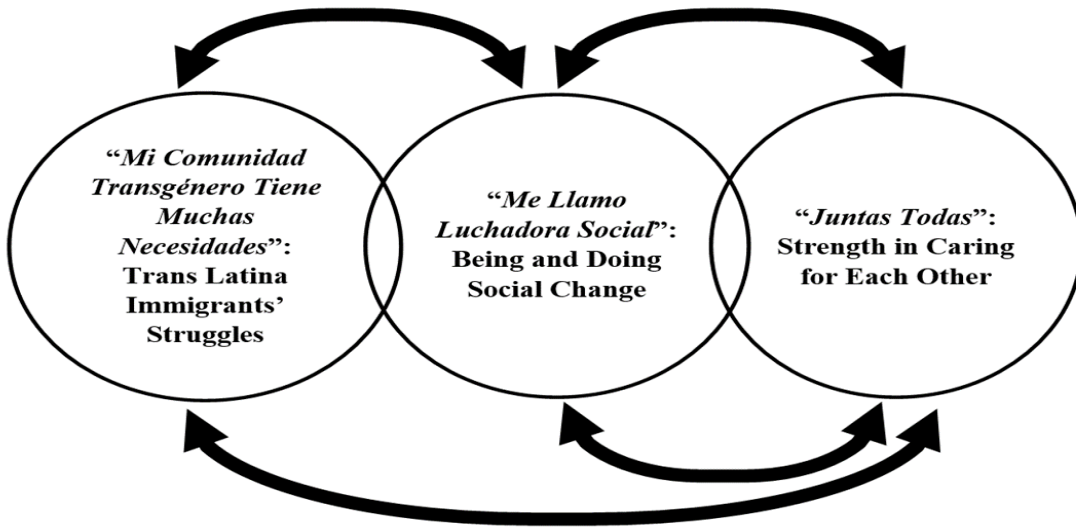 “Mi Comunidad
Transgénero Tiene
Muchas
Necesidades”:
Trans Latina
Immigrants’
Struggles
“Me Llamo
Luchadora Social”:
Being and Doing
Social Change
“Juntas Todas”:
Strength in Caring
for Each Other